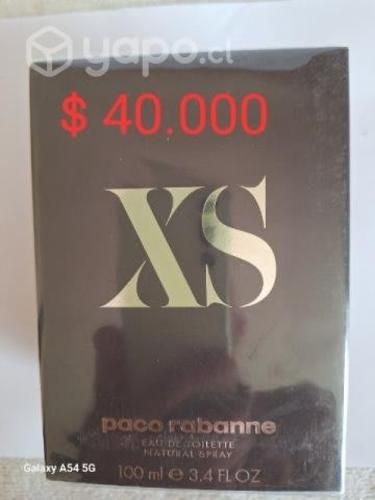 yapo.cl
$ 40.000
XS
paco rabanne
EAU DE TOILETTE
NATURAL SPRAY
Galaxy A54 5G
100 ml e 3.4 FL OZ